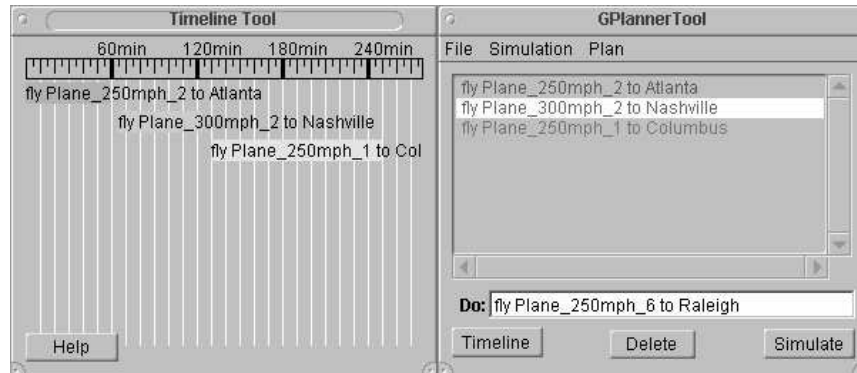 Timeline Tool
60min 120min 180min 240min
fly Plane_250mph_2 to Atlanta
fly Plane_300mph_2 to Nashville
fly Plane_250mph_1 to Col
Help
GPlannerTool
File Simulation Plan
fly Plane_250mph_2 to Atlanta
fly Plane_300mph_2 to Nashville
fly Plane_250mph_1 to Columbus
Do: fly Plane_250mph_6 to Raleigh
Timeline Delete Simulate